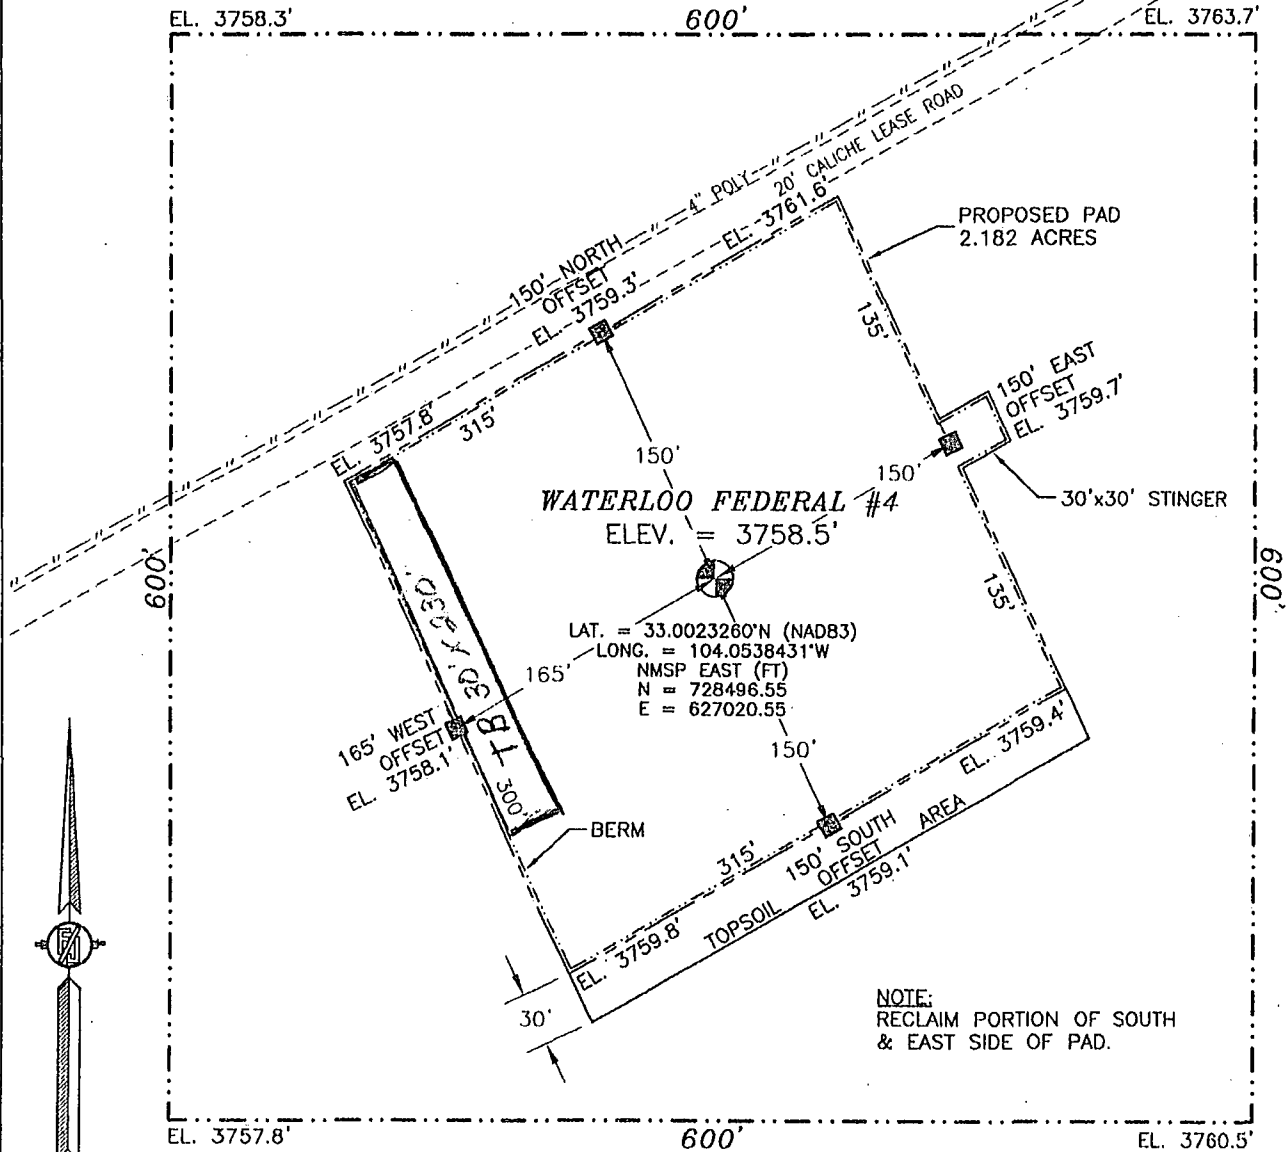 EL. 3758.3'
600'
EL. 3763.7'
4" POLY
20' CALICHE LEASE ROAD
EL. 3761.6'
PROPOSED PAD
2.182 ACRES
150' NORTH
OFFSET
EL. 3759.3'
135'
150' EAST
OFFSET
EL. 3759.7'
EL. 3757.8'
315'
150'
150'
30'x30' STINGER
WATERLOO FEDERAL #4
ELEV. = 3758.5'
600'
600'
30' X 230'
TB
135'
LAT. = 33.0023260°N (NAD83)
LONG. = 104.0538431°W
NMSP EAST (FT)
N = 728496.55
E = 627020.55
165'
165' WEST
OFFSET
EL. 3758.1'
300'
150'
EL. 3759.4'
BERM
315'
150' SOUTH
OFFSET
EL. 3759.1'
TOPSOIL AREA
EL. 3759.8'
30'
NOTE:
RECLAIM PORTION OF SOUTH
& EAST SIDE OF PAD.
EL. 3757.8'
600'
EL. 3760.5'